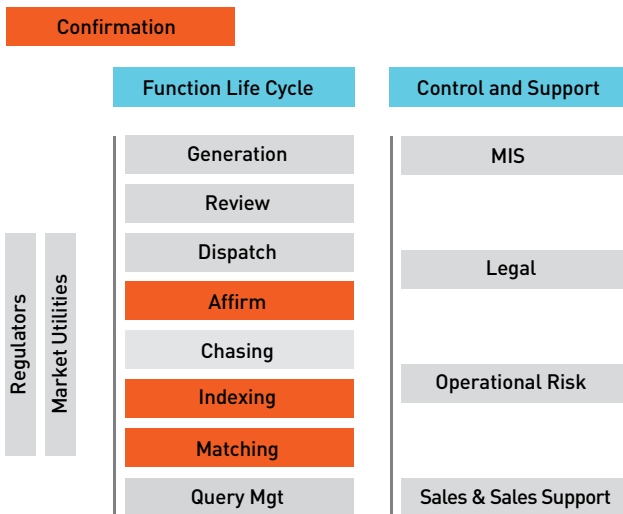 Confirmation
Function Life Cycle
Control and Support
Generation
Review
Dispatch
Affirm
Chasing
Indexing
Matching
Query Mgt
MIS
Legal
Operational Risk
Sales & Sales Support
Regulators
Market Utilities